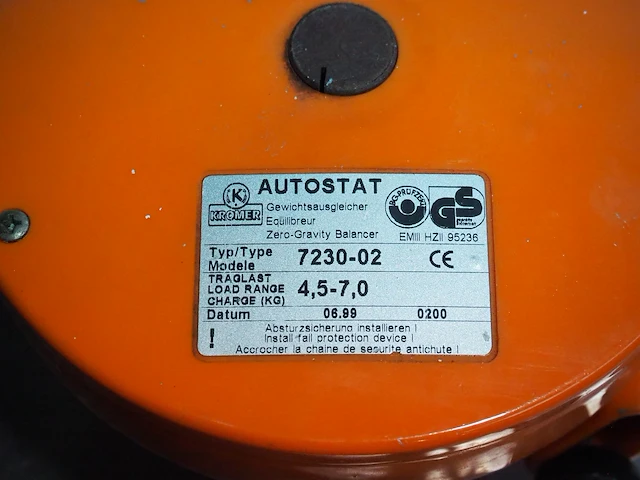 K
KROMER
AUTOSTAT
Gewichtsausgleicher
Equilibreur
Zero-Gravity Balancer
BG-PRÜFZERT
GS
EMIII HZII 95236
Typ/Type
Modele
7230-02
CE
TRAGLAST
LOAD RANGE
CHARGE (KG)
4,5-7,0
Datum 06.99 0200
! Absturzsicherung installieren !
Install fall protection device !
Accrocher la chaine de securite antichute !